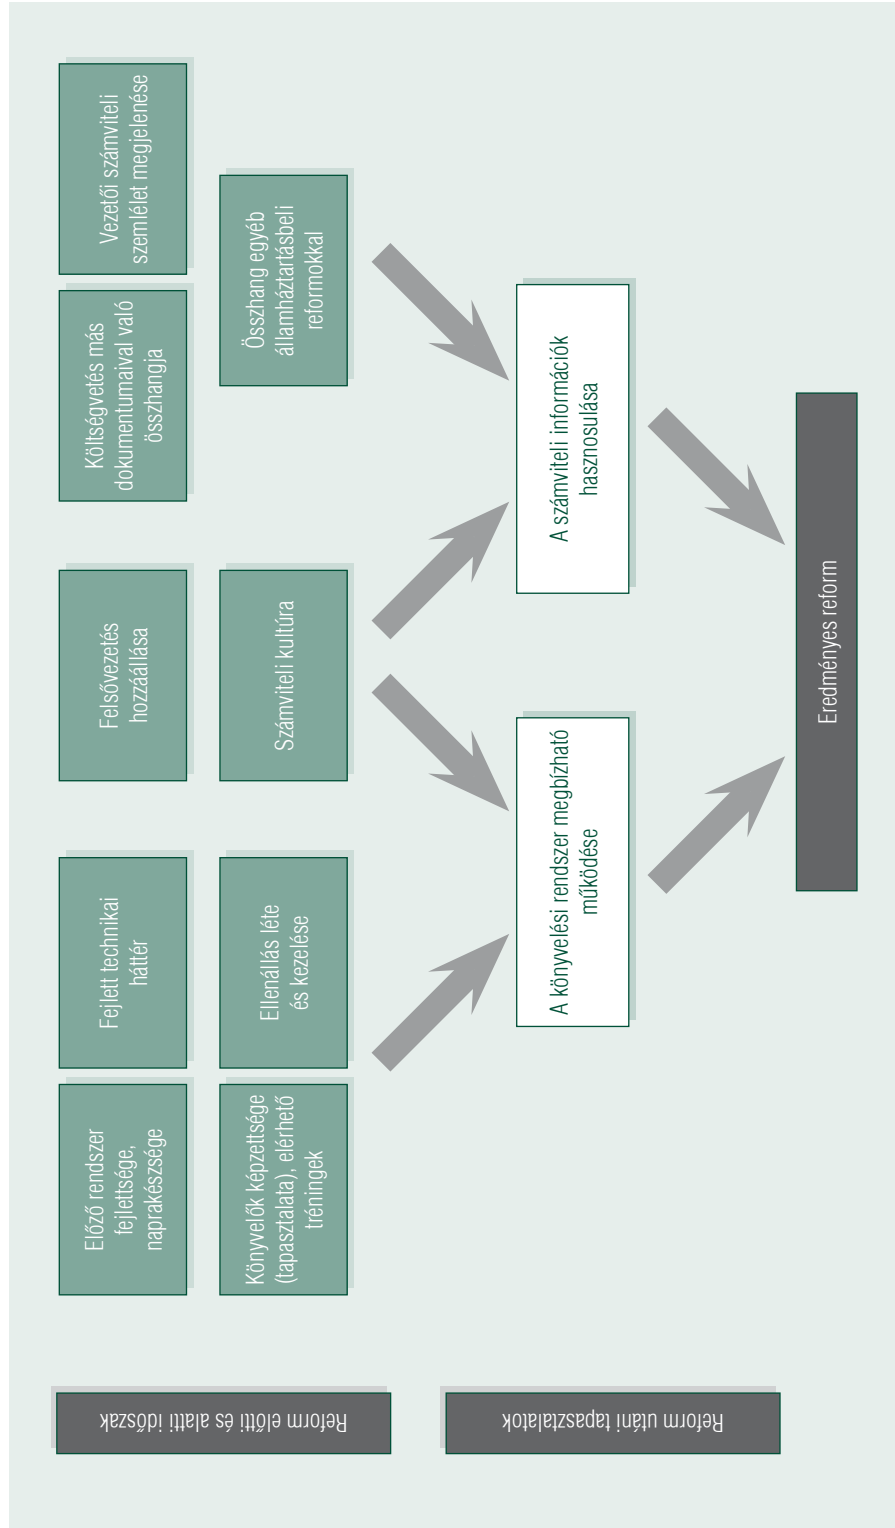 Reform előtti és alatti időszak
Előző rendszer
fejlettsége,
naprakészsége
Fejlett technikai
háttér
Felsővezetés
hozzáállása
Költségvetés más
dokumentumaival való
összhangja
Vezetői számviteli
szemlélet megjelenése
Könyvelők képzettsége
(tapasztalata), elérhető
tréningek
Ellenállás léte
és kezelése
Számviteli kultúra
Összhang egyéb
államháztartásbeli
reformokkal
Reform utáni tapasztalatok
A könyvelési rendszer megbízható
működése
A számviteli információk
hasznosulása
Eredményes reform